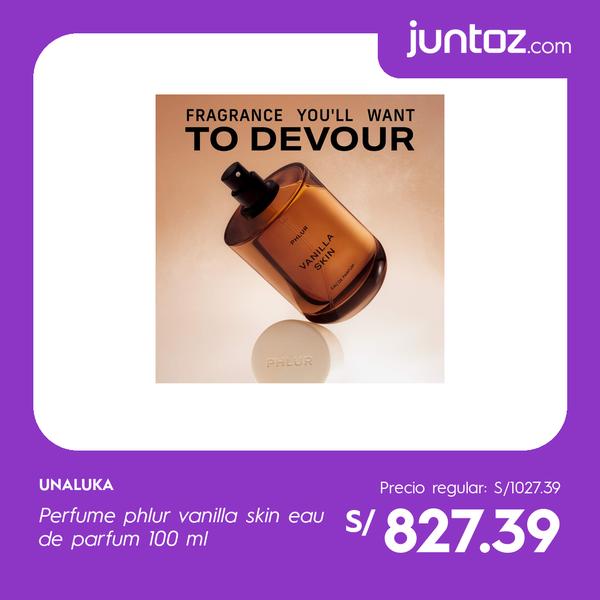 juntoz.com
FRAGRANCE YOU'LL WANT
TO DEVOUR
PHLUR
VANILLA
SKIN
EAU DE PARFUM
PHLUR
UNALUKA
Perfume phlur vanilla skin eau
de parfum 100 ml
Precio regular: S/1027.39
S/ 827.39